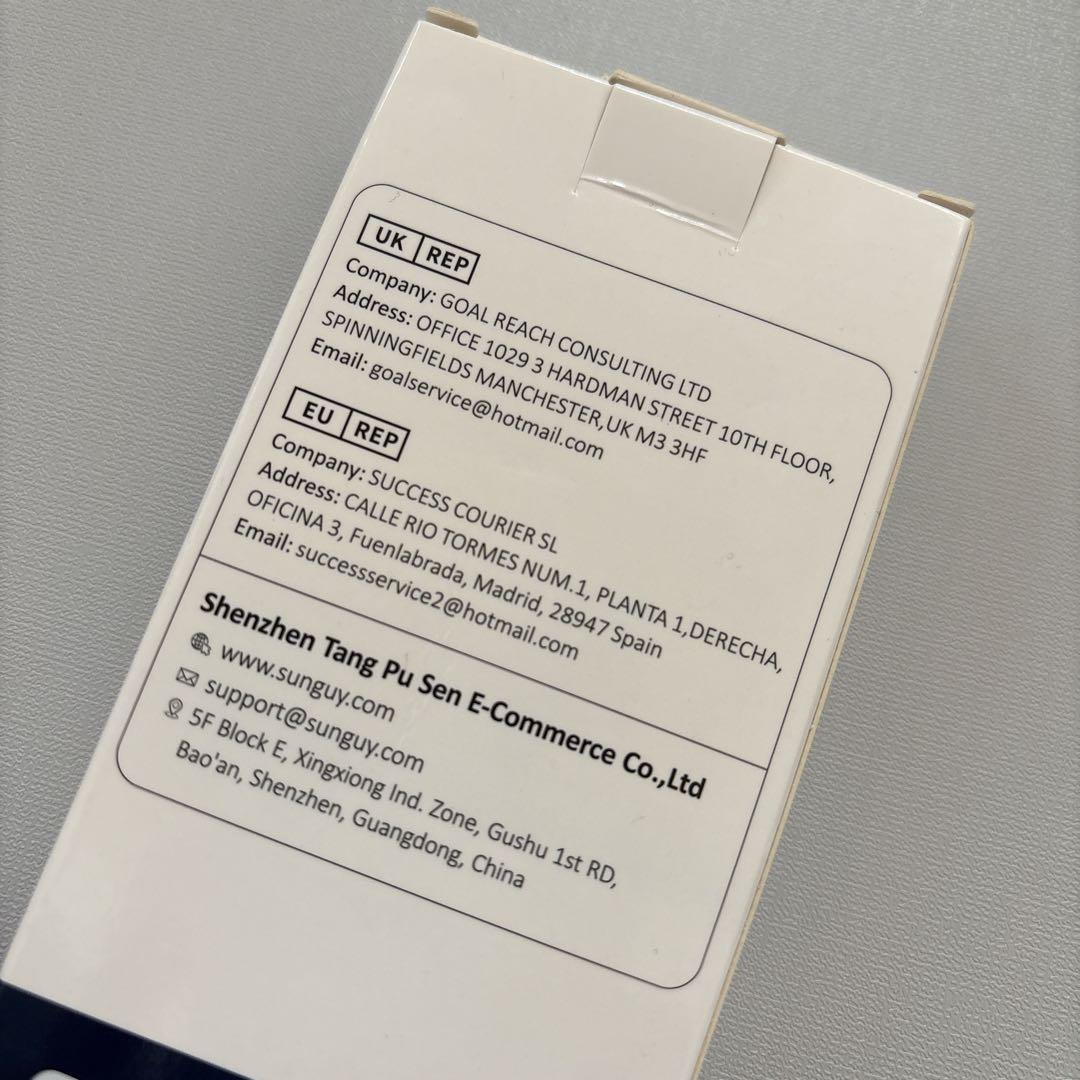 UK REP
Company: GOAL REACH CONSULTING LTD
Address: OFFICE 1029 3 HARDMAN STREET 10TH FLOOR,
SPINNINGFIELDS MANCHESTER,UK M3 3HF
Email: goalservice@hotmail.com
EU REP
Company: SUCCESS COURIER SL
Address: CALLE RIO TORMES NUM.1, PLANTA 1,DERECHA,
OFICINA 3, Fuenlabrada, Madrid, 28947 Spain
Email: successservice2@hotmail.com
Shenzhen Tang Pu Sen E-Commerce Co.,Ltd
www.sunguy.com
support@sunguy.com
5F Block E, Xingxiong Ind. Zone, Gushu 1st RD,
Bao'an, Shenzhen, Guangdong, China